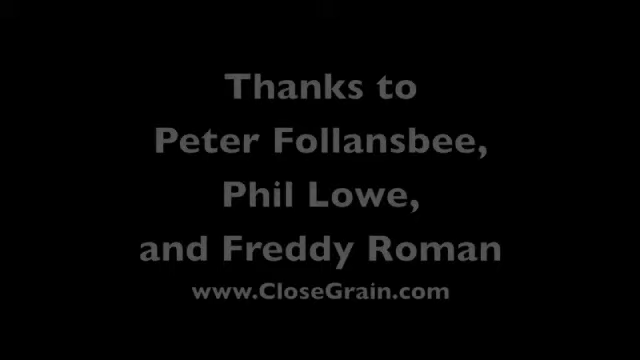 Thanks to
Peter Follansbee,
Phil Lowe,
and Freddy Roman
www.CloseGrain.com